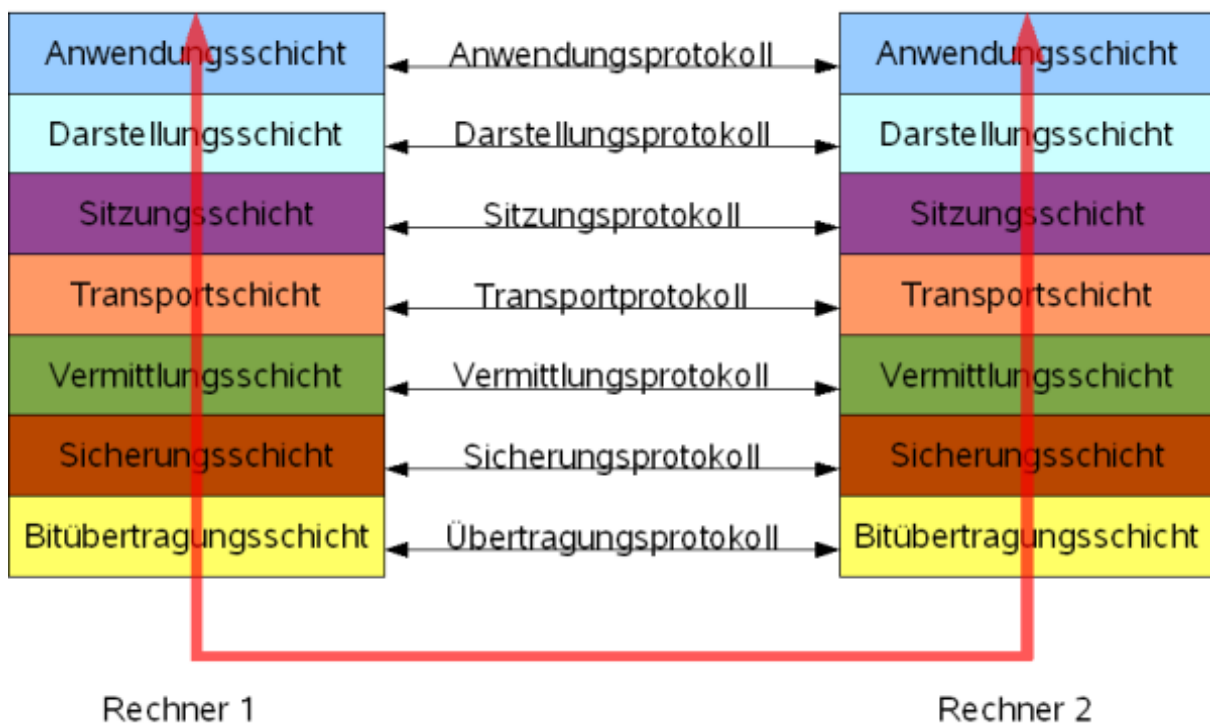 Anwendungsschicht Anwendungsprotokoll Anwendungsschicht
Darstellungsschicht Darstellungsprotokoll Darstellungsschicht
Sitzungsschicht Sitzungsprotokoll Sitzungsschicht
Transportschicht Transportprotokoll Transportschicht
Vermittlungsschicht Vermittlungsprotokoll Vermittlungsschicht
Sicherungsschicht Sicherungsprotokoll Sicherungsschicht
Bitübertragungsschicht Übertragungsprotokoll Bitübertragungsschicht
Rechner 1 Rechner 2